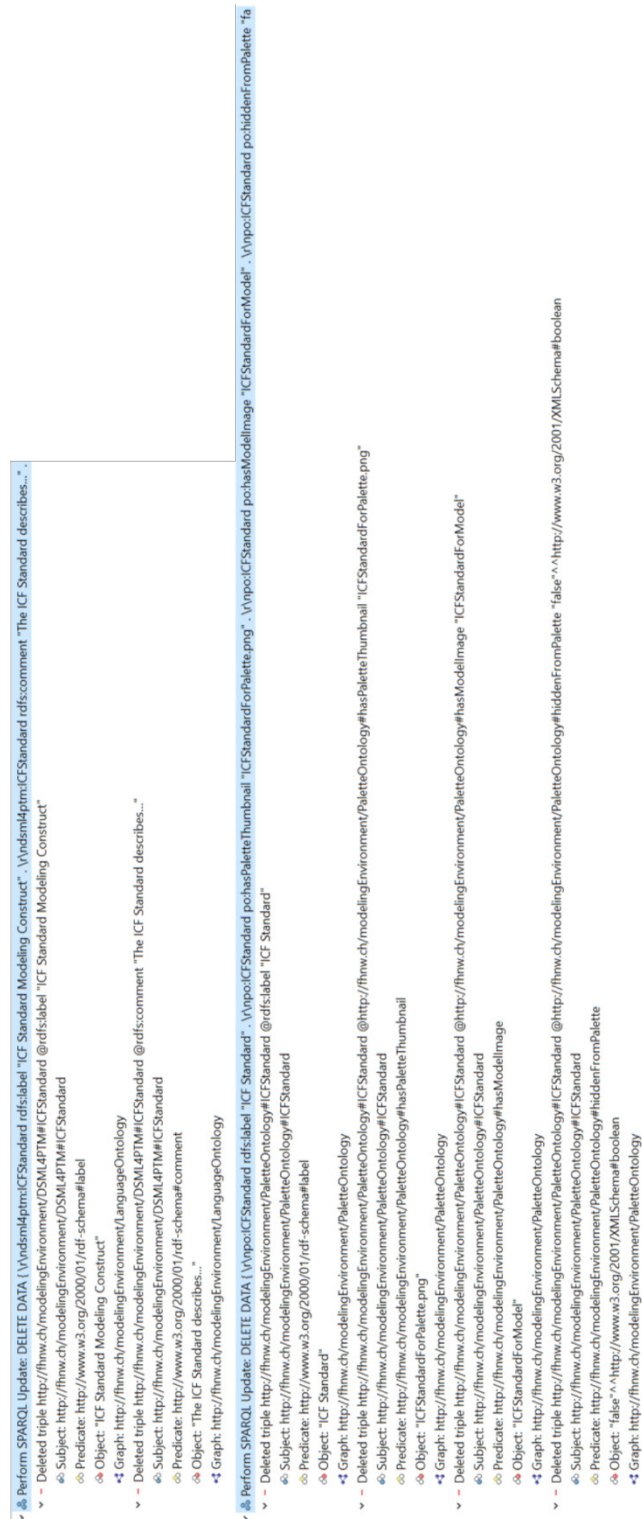 Perform SPARQL Update: DELETE DATA { \r\ndsml4ptm:ICFStandard rdfs:label "ICF Standard Modeling Construct" . \r\ndsml4ptm:ICFStandard rdfs:comment "The ICF Standard describes..." .
Deleted triple http://fhnw.ch/modelingEnvironment/DSML4PTM#ICFStandard @rdfs:label "ICF Standard Modeling Construct"
Subject: http://fhnw.ch/modelingEnvironment/DSML4PTM#ICFStandard
Predicate: http://www.w3.org/2000/01/rdf-schema#label
Object: "ICF Standard Modeling Construct"
Graph: http://fhnw.ch/modelingEnvironment/LanguageOntology
Deleted triple http://fhnw.ch/modelingEnvironment/DSML4PTM#ICFStandard @rdfs:comment "The ICF Standard describes..."
Subject: http://fhnw.ch/modelingEnvironment/DSML4PTM#ICFStandard
Predicate: http://www.w3.org/2000/01/rdf-schema#comment
Object: "The ICF Standard describes..."
Graph: http://fhnw.ch/modelingEnvironment/LanguageOntology
Perform SPARQL Update: DELETE DATA { \r\npo:ICFStandard rdfs:label "ICF Standard" . \r\npo:ICFStandard po:hasPaletteThumbnail "ICFStandardForPalette.png" . \r\npo:ICFStandard po:hasModelImage "ICFStandardForModel" . \r\npo:ICFStandard po:hiddenFromPalette "fa
Deleted triple http://fhnw.ch/modelingEnvironment/PaletteOntology#ICFStandard @rdfs:label "ICF Standard"
Subject: http://fhnw.ch/modelingEnvironment/PaletteOntology#ICFStandard
Predicate: http://www.w3.org/2000/01/rdf-schema#label
Object: "ICF Standard"
Graph: http://fhnw.ch/modelingEnvironment/PaletteOntology
Deleted triple http://fhnw.ch/modelingEnvironment/PaletteOntology#ICFStandard @http://fhnw.ch/modelingEnvironment/PaletteOntology#hasPaletteThumbnail "ICFStandardForPalette.png"
Subject: http://fhnw.ch/modelingEnvironment/PaletteOntology#ICFStandard
Predicate: http://fhnw.ch/modelingEnvironment/PaletteOntology#hasPaletteThumbnail
Object: "ICFStandardForPalette.png"
Graph: http://fhnw.ch/modelingEnvironment/PaletteOntology
Deleted triple http://fhnw.ch/modelingEnvironment/PaletteOntology#ICFStandard @http://fhnw.ch/modelingEnvironment/PaletteOntology#hasModelImage "ICFStandardForModel"
Subject: http://fhnw.ch/modelingEnvironment/PaletteOntology#ICFStandard
Predicate: http://fhnw.ch/modelingEnvironment/PaletteOntology#hasModelImage
Object: "ICFStandardForModel"
Graph: http://fhnw.ch/modelingEnvironment/PaletteOntology
Deleted triple http://fhnw.ch/modelingEnvironment/PaletteOntology#ICFStandard @http://fhnw.ch/modelingEnvironment/PaletteOntology#hiddenFromPalette "false"^^http://www.w3.org/2001/XMLSchema#boolean
Subject: http://fhnw.ch/modelingEnvironment/PaletteOntology#ICFStandard
Predicate: http://fhnw.ch/modelingEnvironment/PaletteOntology#hiddenFromPalette
Object: "false"^^http://www.w3.org/2001/XMLSchema#boolean
Graph: http://fhnw.ch/modelingEnvironment/PaletteOntology